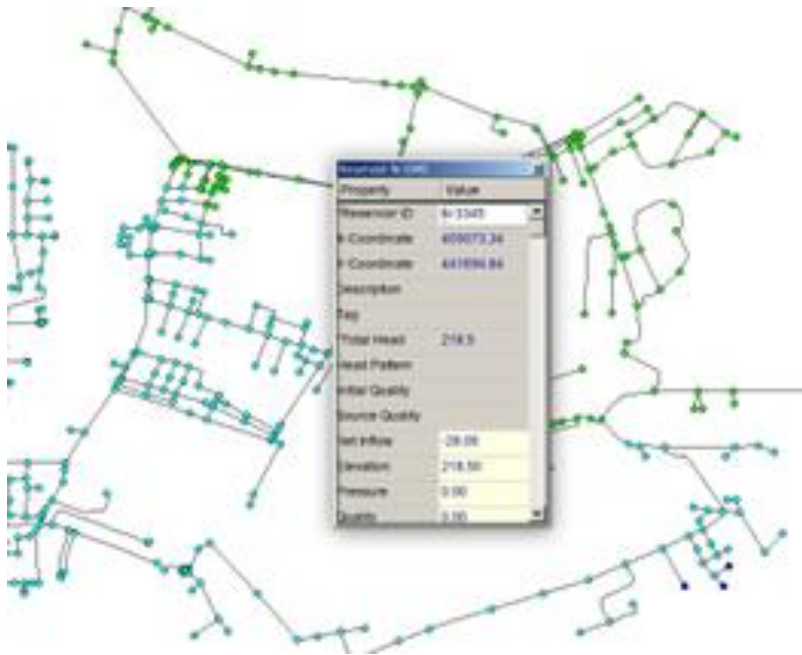 Property Value
*Reservoir ID
X-Coordinate
Y-Coordinate
Description
Tag
*Total Head 218.5
Head Pattern
Initial Quality
Source Quality
Net Inflow
Elevation 218.50
Pressure 0.00
Quality 0.00